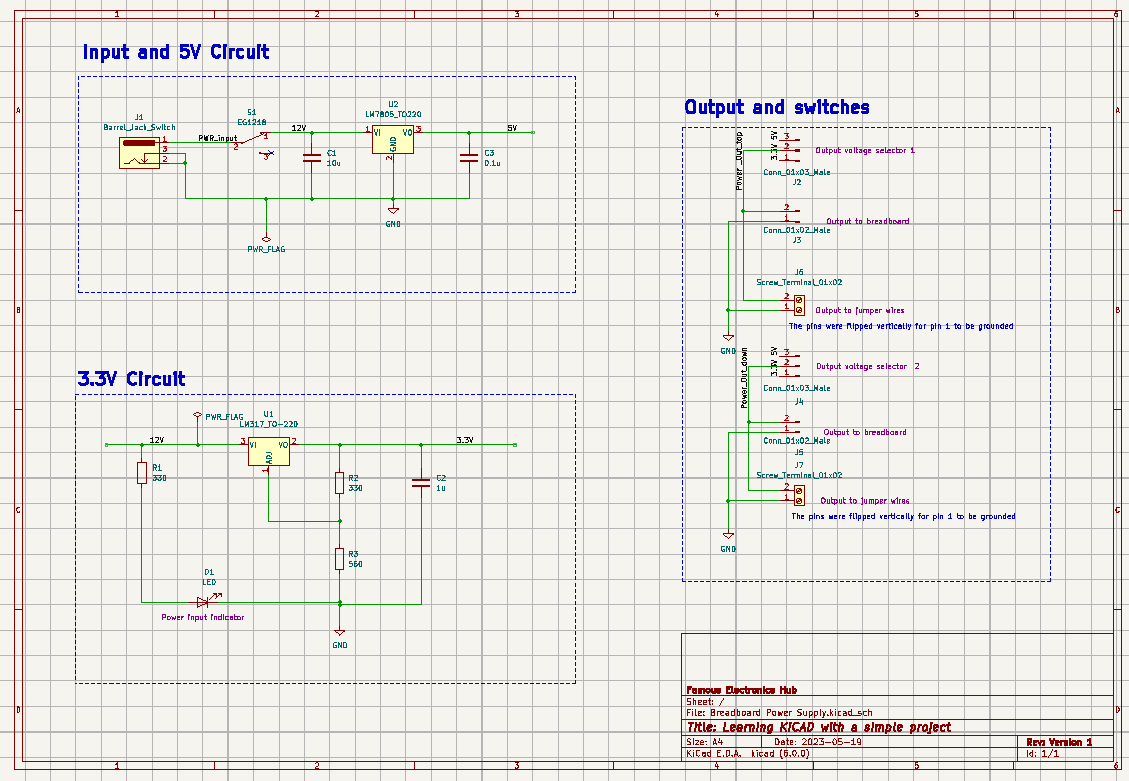 1 2 3 4 5 6
Input and 5V Circuit
J1
Barrel_Jack_Switch
1
3
2
PWR_input
S1
EG1218
2
1
3
12V
C1
10u
U2
LM7805_TO220
1 VI VO 3
GND
2
C3
0.1u
5V
GND
PWR_FLAG
Output and switches
Power _Out_top
3.3V 5V
3
2
1
Output voltage selector 1
Conn_01x03_Male
J2
2
1
Output to breadboard
Conn_01x02_Male
J3
J6
Screw_Terminal_01x02
2
1
Output to jumper wires
The pins were flipped vertically for pin 1 to be grounded
GND
Power_Out_down
3.3V 5V
3
2
1
Output voltage selector 2
Conn_01x03_Male
J4
2
1
Output to breadboard
Conn_01x02_Male
J5
J7
Screw_Terminal_01x02
2
1
Output to jumper wires
The pins were flipped vertically for pin 1 to be grounded
GND
3.3V Circuit
12V
PWR_FLAG
U1
LM317_TO-220
3 VI VO 2
ADJ
1
3.3V
R1
330
R2
330
C2
1u
R3
560
D1
LED
Power input indicator
GND
A
B
C
D
A
B
C
D
Famous Electronics Hub
Sheet: /
File: Breadboard Power Supply.kicad_sch
Title: Learning KICAD with a simple project
Size: A4 Date: 2023-05-19 Rev: Version 1
KiCad E.D.A. kicad (6.0.0) Id: 1/1
1 2 3 4 5 6